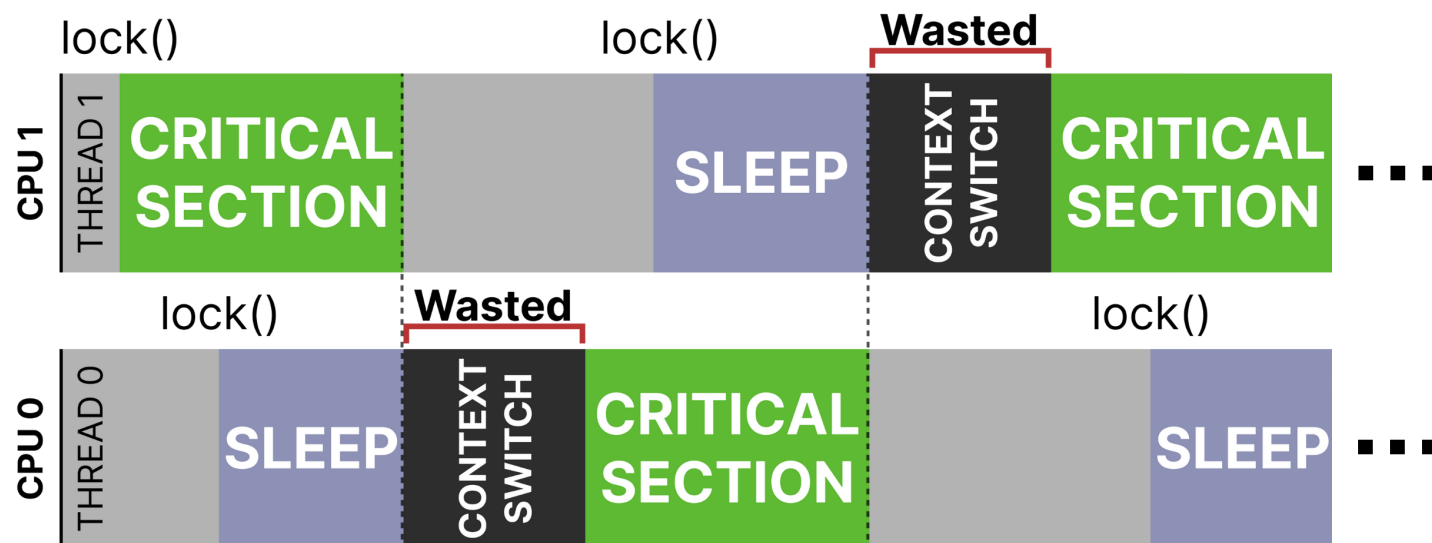 lock()
lock()
Wasted
CPU 1
THREAD 1
CRITICAL
SECTION
SLEEP
CONTEXT
SWITCH
CRITICAL
SECTION
lock()
Wasted
lock()
CPU 0
THREAD 0
SLEEP
CONTEXT
SWITCH
CRITICAL
SECTION
SLEEP